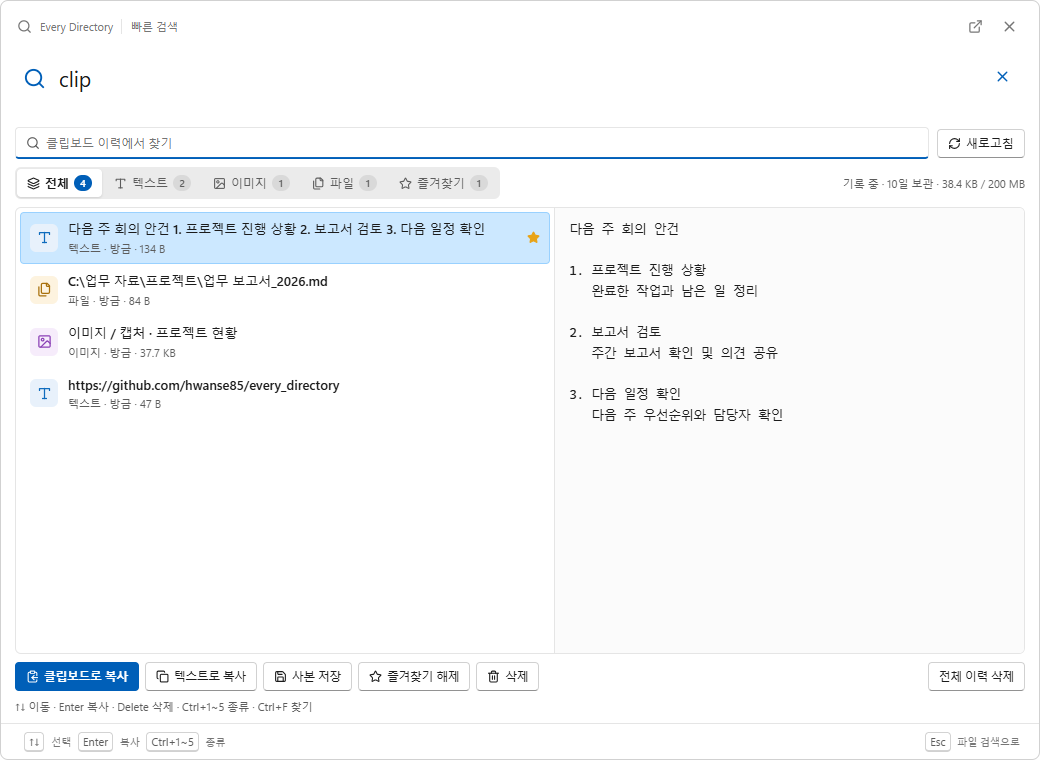 Every Directory 빠른 검색
clip
클립보드 이력에서 찾기
새로고침
전체 4 텍스트 2 이미지 1 파일 1 즐겨찾기 1
기록 중 · 10일 보관 · 38.4 KB / 200 MB
다음 주 회의 안건 1. 프로젝트 진행 상황 2. 보고서 검토 3. 다음 일정 확인
텍스트 · 방금 · 134 B
C:\업무 자료\프로젝트\업무 보고서_2026.md
파일 · 방금 · 84 B
이미지 / 캡처 · 프로젝트 현황
이미지 · 방금 · 37.7 KB
https://github.com/hwanse85/every_directory
텍스트 · 방금 · 47 B
다음 주 회의 안건
1. 프로젝트 진행 상황
완료한 작업과 남은 일 정리
2. 보고서 검토
주간 보고서 확인 및 의견 공유
3. 다음 일정 확인
다음 주 우선순위와 담당자 확인
클립보드로 복사 텍스트로 복사 사본 저장 즐겨찾기 해제 삭제 전체 이력 삭제
↑↓ 이동 · Enter 복사 · Delete 삭제 · Ctrl+1~5 종류 · Ctrl+F 찾기
↑↓ 선택 Enter 복사 Ctrl+1~5 종류 Esc 파일 검색으로